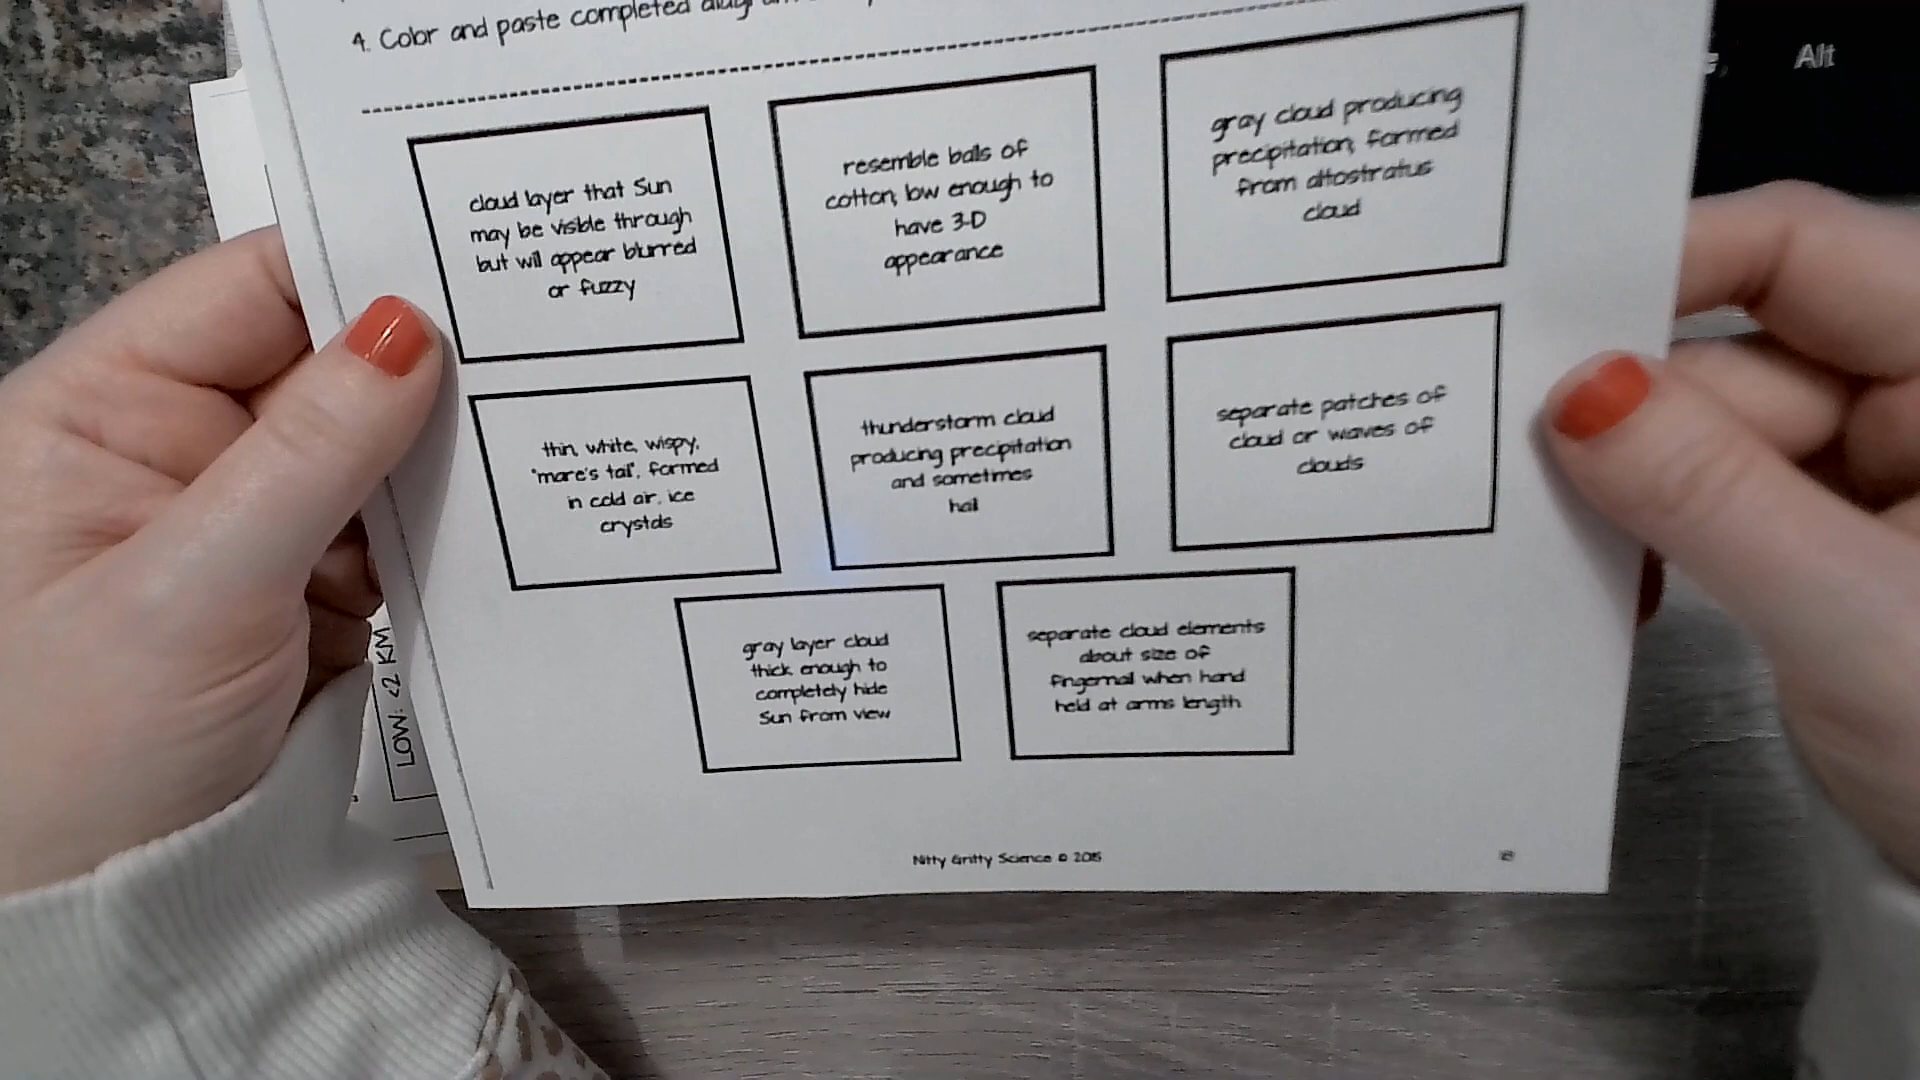 4. Color and paste completed
cloud layer that Sun
may be visible through
but will appear blurred
or fuzzy
resemble balls of
cotton, low enough to
have 3-D
appearance
gray cloud producing
precipitation, formed
from altostratus
cloud
thin, white, wispy,
"mare's tail", formed
in cold air, ice
crystals
thunderstorm cloud
producing precipitation
and sometimes
hail
separate patches of
cloud or waves of
clouds
gray layer cloud
thick enough to
completely hide
Sun from view
separate cloud elements
about size of
fingernail when hand
held at arms length
LOW: <2 KM
Nitty Gritty Science © 2015
Alt